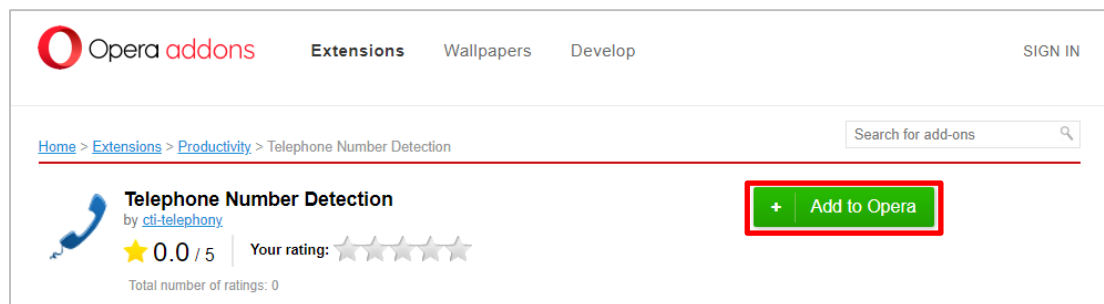 Opera addons Extensions Wallpapers Develop SIGN IN
Search for add-ons
Home > Extensions > Productivity > Telephone Number Detection
Telephone Number Detection
+ Add to Opera
by cti-telephony
0.0 / 5 Your rating:
Total number of ratings: 0